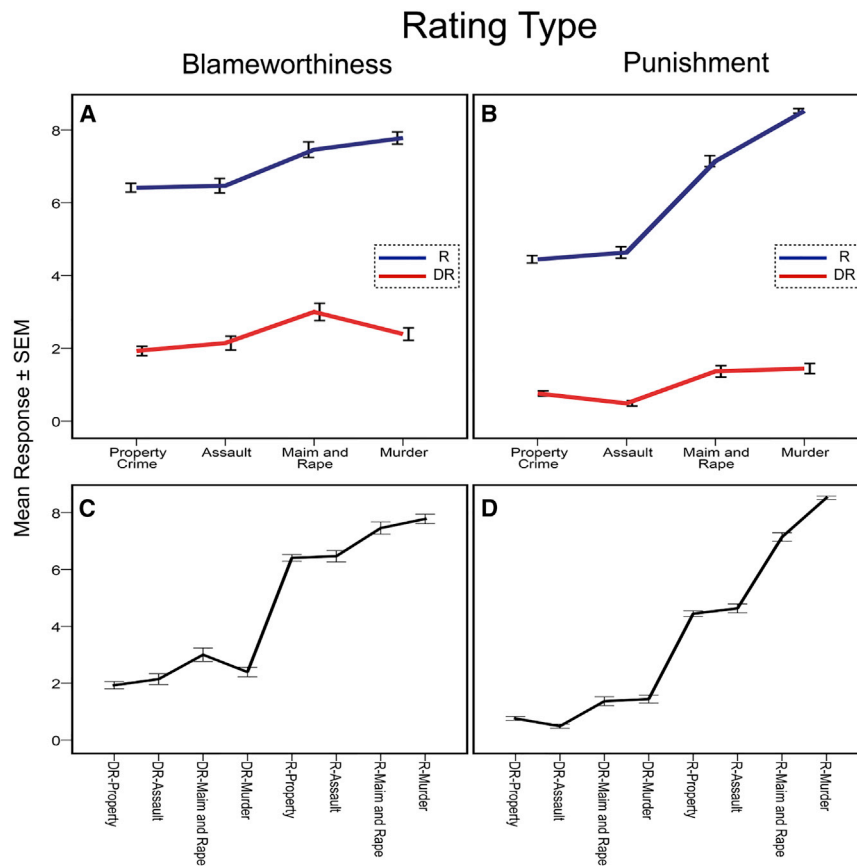 Rating Type
Blameworthiness
Punishment
Mean Response ± SEM
A
8
6
4
2
0
R
DR
Property
Crime
Assault
Maim and
Rape
Murder
B
R
DR
Property
Crime
Assault
Maim and
Rape
Murder
C
8
6
4
2
0
DR-Property
DR-Assault
DR-Maim and Rape
DR-Murder
R-Property
R-Assault
R-Maim and Rape
R-Murder
D
DR-Property
DR-Assault
DR-Maim and Rape
DR-Murder
R-Property
R-Assault
R-Maim and Rape
R-Murder